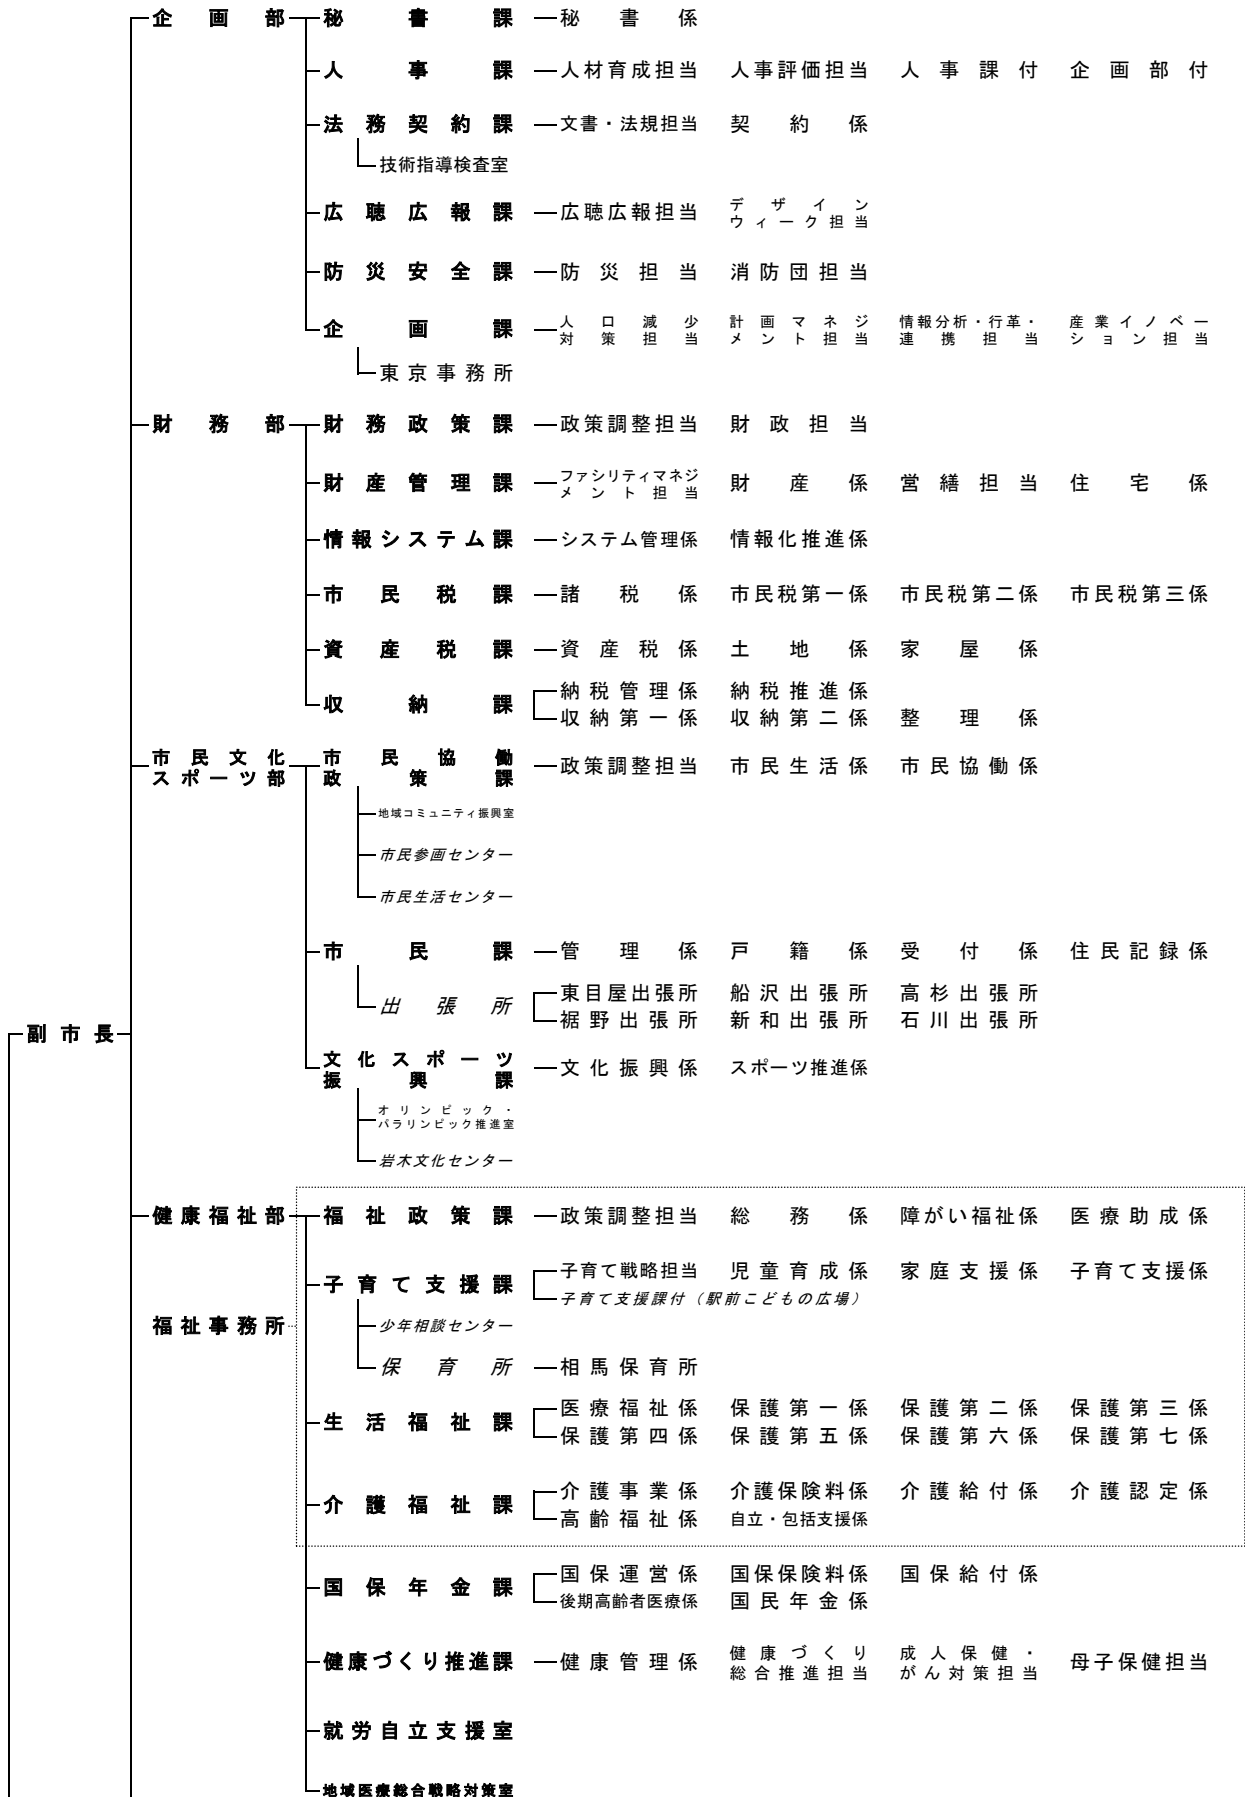 企画部 秘書課 秘書係
人事課 人材育成担当 人事評価担当 人事課付 企画部付
法務契約課 文書・法規担当 契約係
技術指導検査室
広聴広報課 広聴広報担当 デザインウィーク担当
防災安全課 防災担当 消防団担当
企画課 人口減少対策担当 計画マネジメント担当 情報分析・行革・連携担当 産業イノベーション担当
東京事務所
財務部 財務政策課 政策調整担当 財政担当
財産管理課 ファシリティマネジメント担当 財産係 営繕担当 住宅係
情報システム課 システム管理係 情報化推進係
市民税課 諸税係 市民税第一係 市民税第二係 市民税第三係
資産税課 資産税係 土地係 家屋係
収納課 納税管理係 納税推進係
収納第一係 収納第二係 整理係
市民文化スポーツ部 市民協働政策課 政策調整担当 市民生活係 市民協働係
地域コミュニティ振興室
市民参画センター
市民生活センター
市民課 管理係 戸籍係 受付係 住民記録係
出張所 東目屋出張所 船沢出張所 高杉出張所
裾野出張所 新和出張所 石川出張所
副市長
文化スポーツ振興課 文化振興係 スポーツ推進係
オリンピック・パラリンピック推進室
岩木文化センター
健康福祉部 福祉政策課 政策調整担当 総務係 障がい福祉係 医療助成係
子育て支援課 子育て戦略担当 児童育成係 家庭支援係 子育て支援係
子育て支援課付（駅前こどもの広場）
福祉事務所 少年相談センター
保育所 相馬保育所
生活福祉課 医療福祉係 保護第一係 保護第二係 保護第三係
保護第四係 保護第五係 保護第六係 保護第七係
介護福祉課 介護事業係 介護保険料係 介護給付係 介護認定係
高齢福祉係 自立・包括支援係
国保年金課 国保運営係 国保保険料係 国保給付係
後期高齢者医療係 国民年金係
健康づくり推進課 健康管理係 健康づくり総合推進担当 成人保健・がん対策担当 母子保健担当
就労自立支援室
地域医療総合戦略対策室